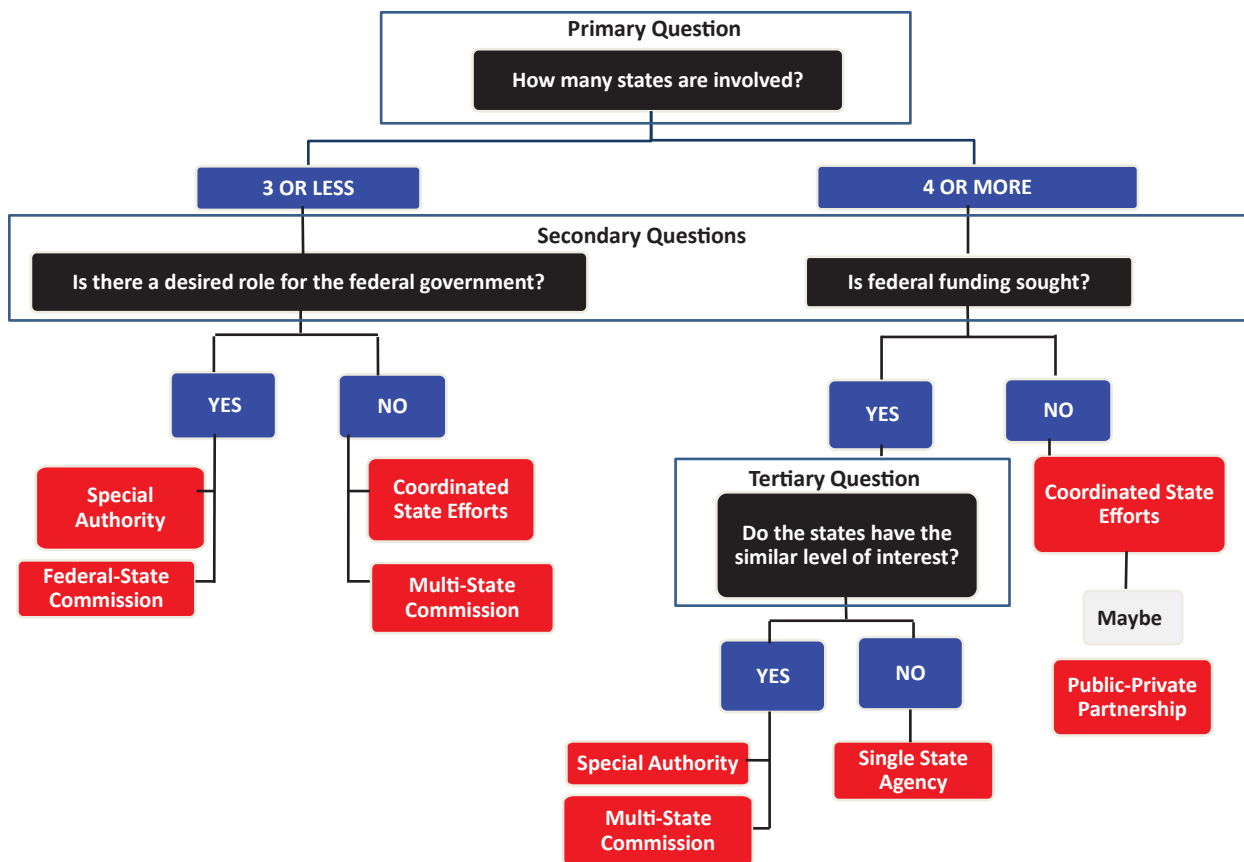 Primary Question
How many states are involved?
3 OR LESS
4 OR MORE
Secondary Questions
Is there a desired role for the federal government?
Is federal funding sought?
YES
NO
YES
NO
Special
Authority
Federal-State
Commission
Coordinated
State Efforts
Multi-State
Commission
Tertiary Question
Do the states have the
similar level of interest?
Coordinated State
Efforts
Maybe
Public-Private
Partnership
YES
NO
Special Authority
Multi-State
Commission
Single State
Agency